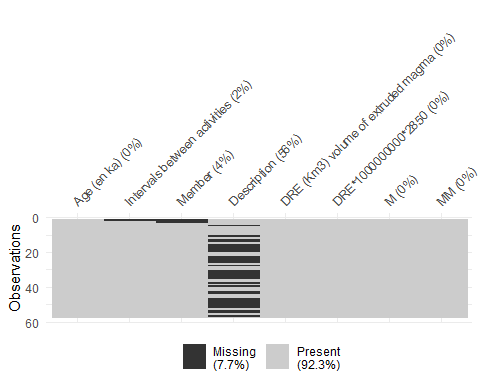 Age (en ka) (0%)
Intervals between activities (2%)
Member (4%)
Description (56%)
DRE (Km3) volume of extruded magma (0%)
DRE*1000000000*2850 (0%)
M (0%)
MM (0%)
Observations
0
20
40
60
Missing
(7.7%)
Present
(92.3%)